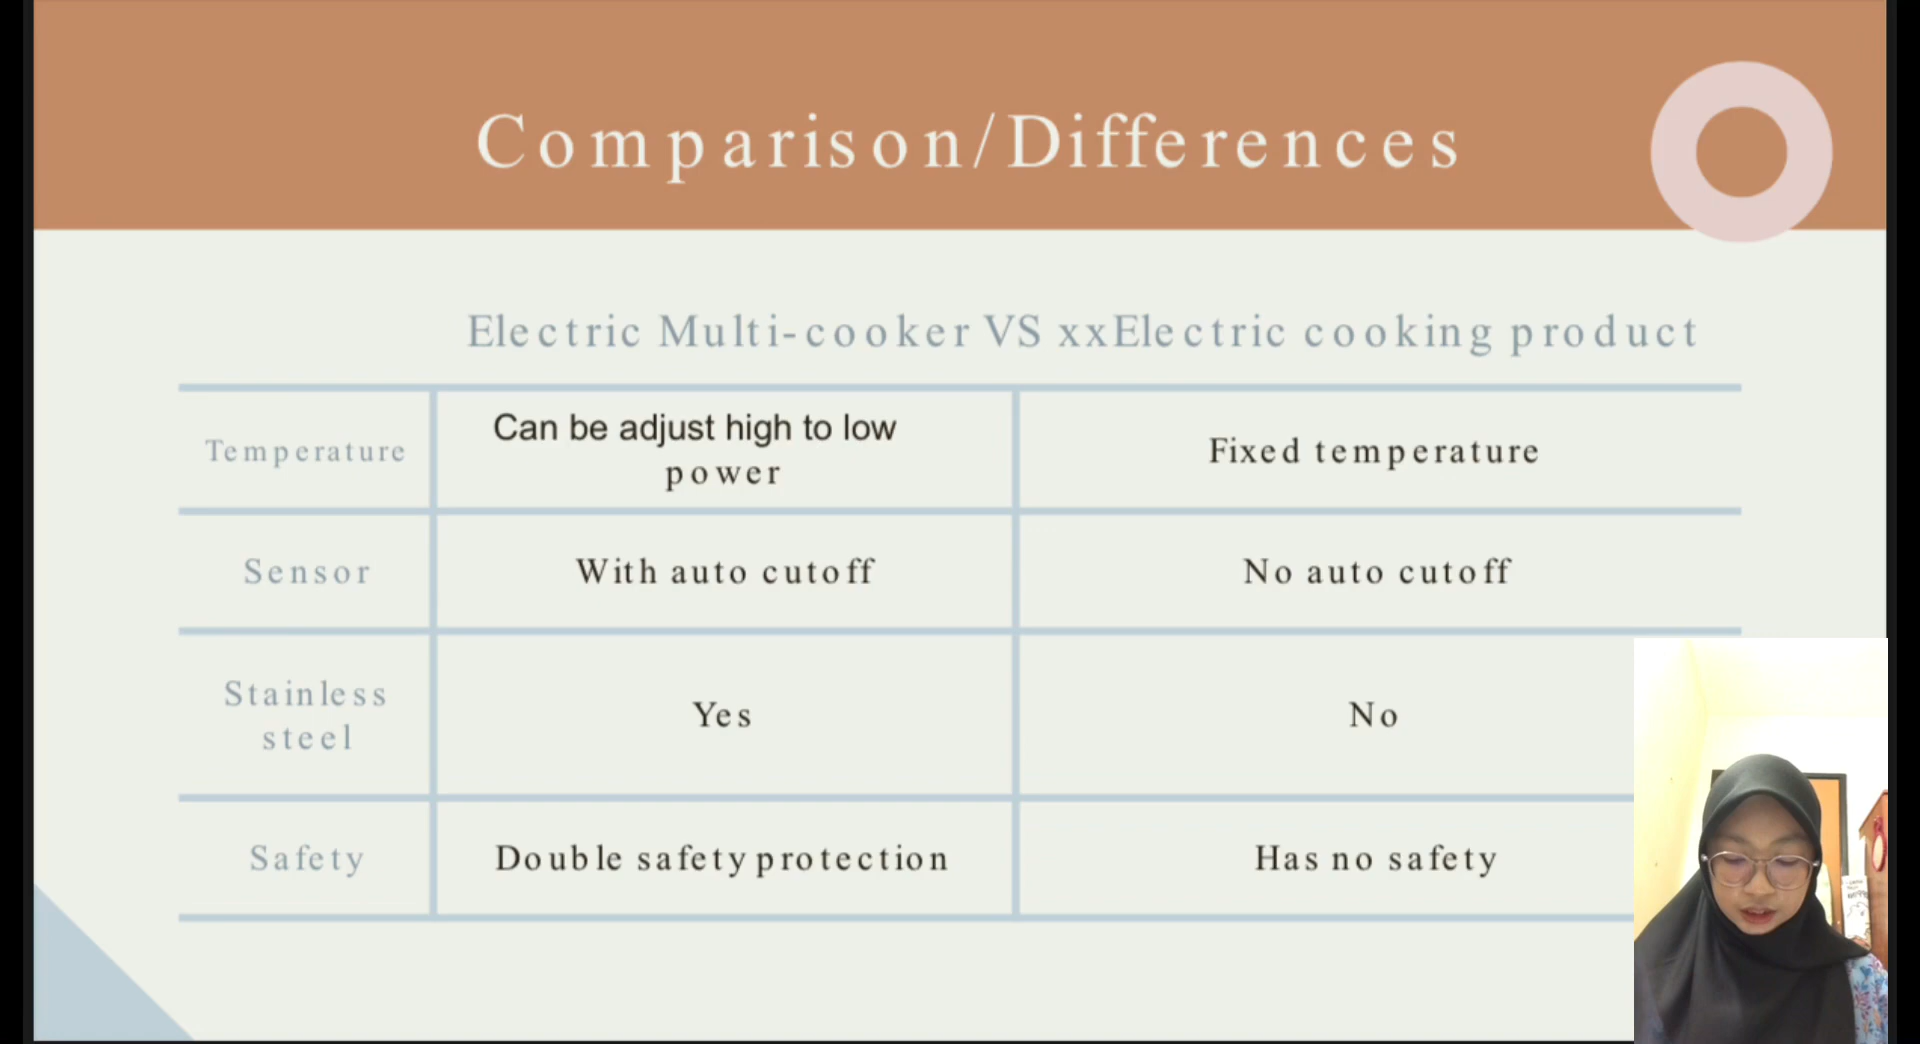 Comparison/Differences
Electric Multi-cooker VS xxElectric cooking product
Temperature
Can be adjust high to low
power
Fixed temperature
Sensor
With auto cutoff
No auto cutoff
Stainless
steel
Yes
No
Safety
Double safety protection
Has no safety